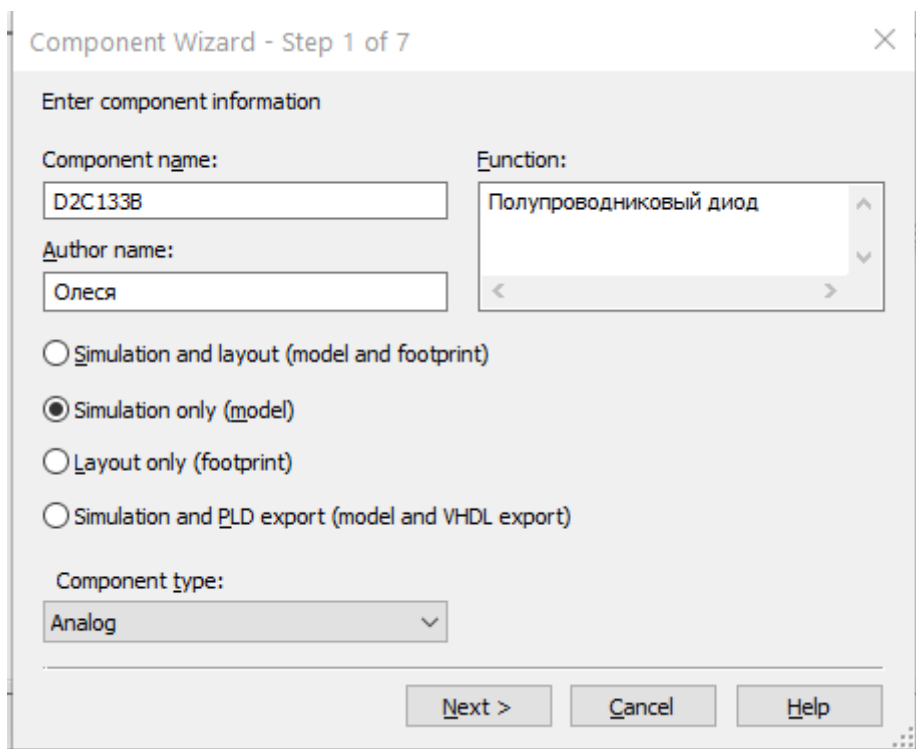 Component Wizard - Step 1 of 7
Enter component information
Component name:
D2C133B
Function:
Полупроводниковый диод
Author name:
Олеся
Simulation and layout (model and footprint)
Simulation only (model)
Layout only (footprint)
Simulation and PLD export (model and VHDL export)
Component type:
Analog
Next >
Cancel
Help